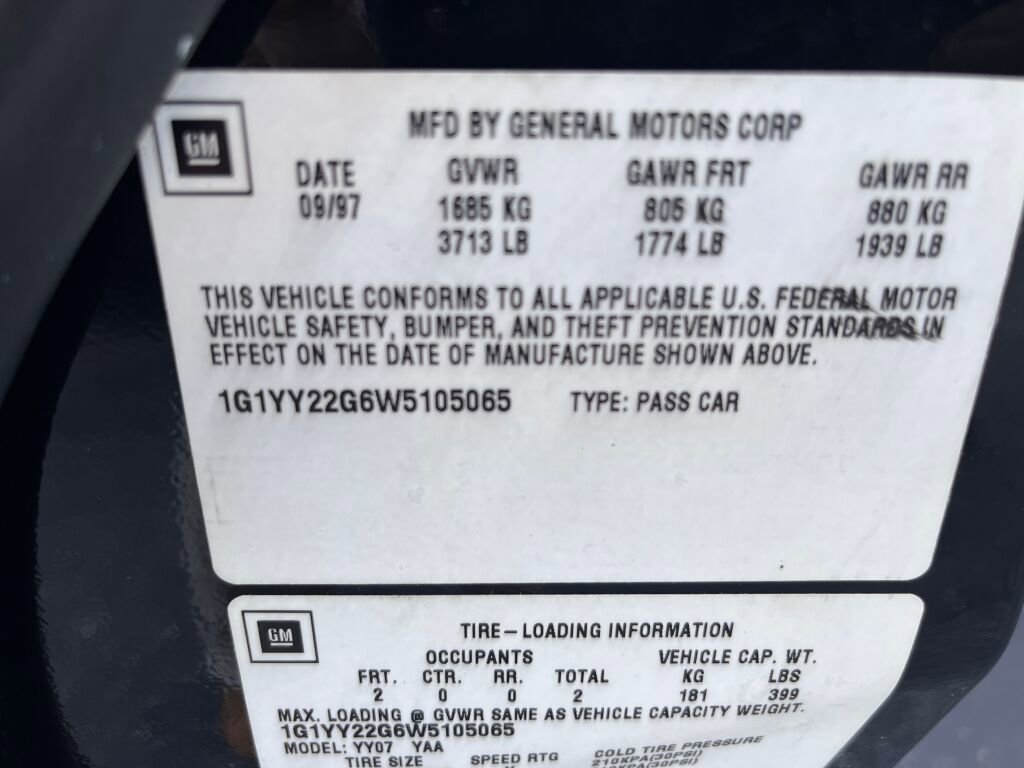 GM
MFD BY GENERAL MOTORS CORP
DATE GVWR GAWR FRT GAWR RR
09/97 1685 KG 805 KG 880 KG
3713 LB 1774 LB 1939 LB
THIS VEHICLE CONFORMS TO ALL APPLICABLE U.S. FEDERAL MOTOR
VEHICLE SAFETY, BUMPER, AND THEFT PREVENTION STANDARDS IN
EFFECT ON THE DATE OF MANUFACTURE SHOWN ABOVE.
1G1YY22G6W5105065 TYPE: PASS CAR
GM
TIRE-LOADING INFORMATION
OCCUPANTS VEHICLE CAP. WT.
FRT. CTR. RR. TOTAL KG LBS
2 0 0 2 181 399
MAX. LOADING @ GVWR SAME AS VEHICLE CAPACITY WEIGHT.
1G1YY22G6W5105065
MODEL: YY07 YAA
TIRE SIZE SPEED RTG COLD TIRE PRESSURE
210KPA(30PSI)